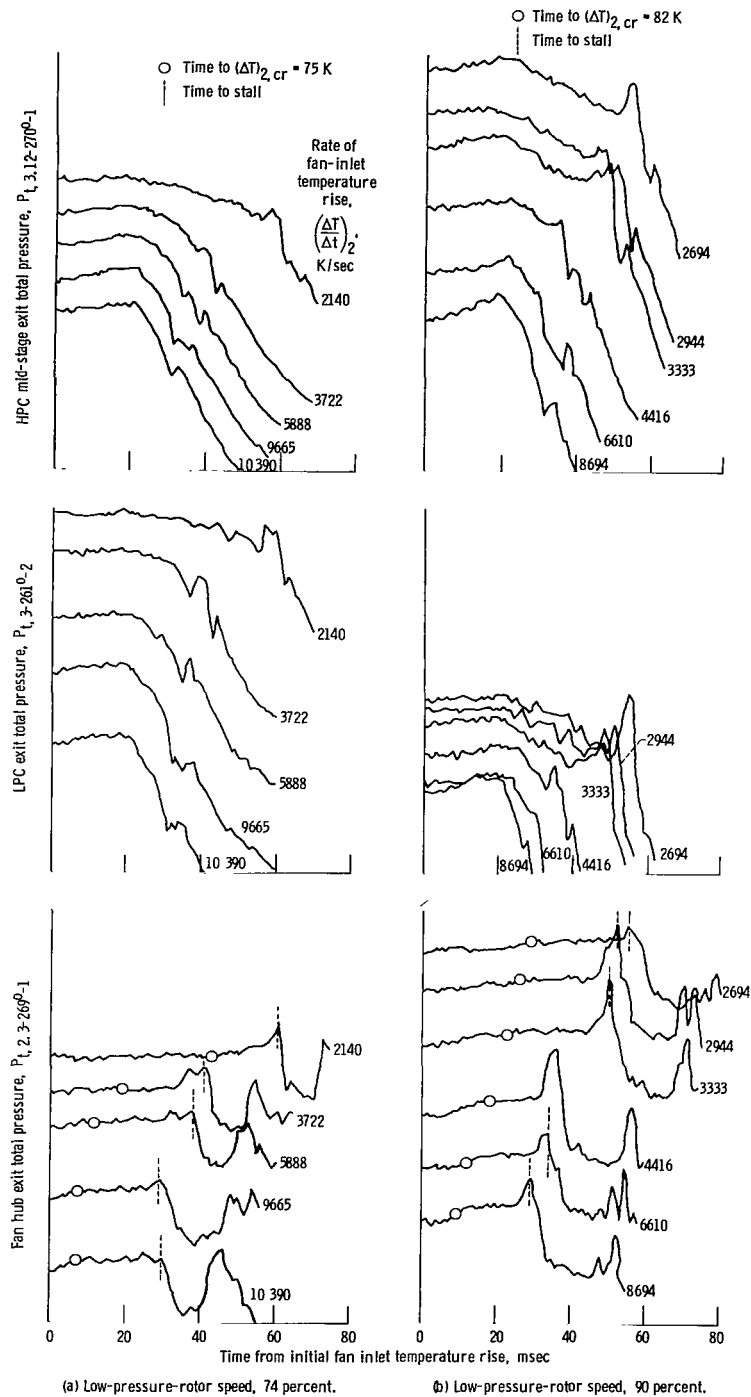 Time to (ΔT)2, cr = 75 K
Time to stall
Time to (ΔT)2, cr = 82 K
Time to stall
HPC mid-stage exit total pressure, Pt, 3.12-270º-1
Rate of
fan-inlet
temperature
rise,
(ΔT/Δt)2,
K/sec
2140
3722
5888
9665
10 390
2694
2944
3333
4416
6610
8694
LPC exit total pressure, Pt, 3-261º-2
2140
3722
5888
9665
10 390
2944
3333
8694
6610
4416
2694
Fan hub exit total pressure, Pt, 2.3-269º-1
2140
3722
5888
9665
10 390
2694
2944
3333
4416
6610
8694
0 20 40 60 80
0 20 40 60 80
Time from initial fan inlet temperature rise, msec
(a) Low-pressure-rotor speed, 74 percent.
(b) Low-pressure-rotor speed, 90 percent.